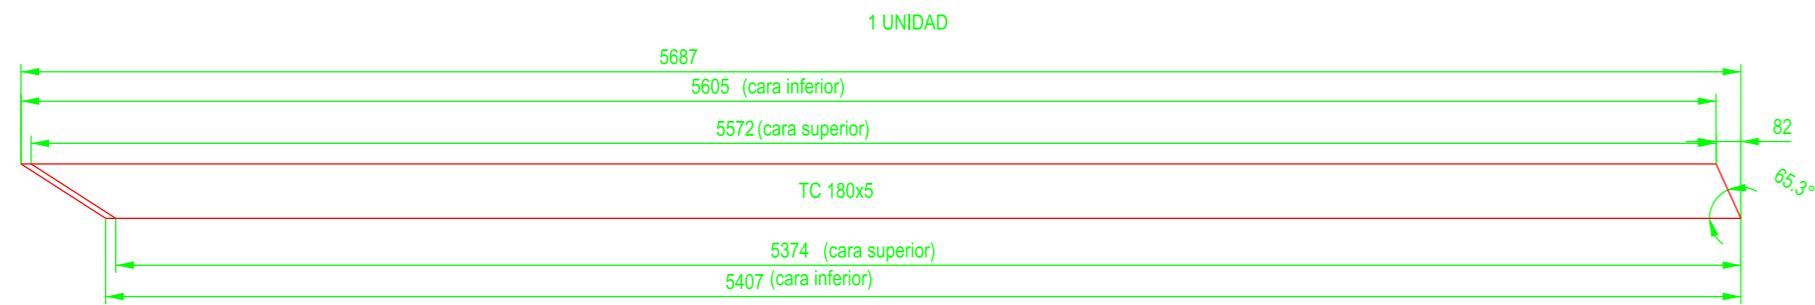 1 UNIDAD
5687
5605 (cara inferior)
5572 (cara superior)
82
TC 180x5
65.3°
5374 (cara superior)
5407 (cara inferior)